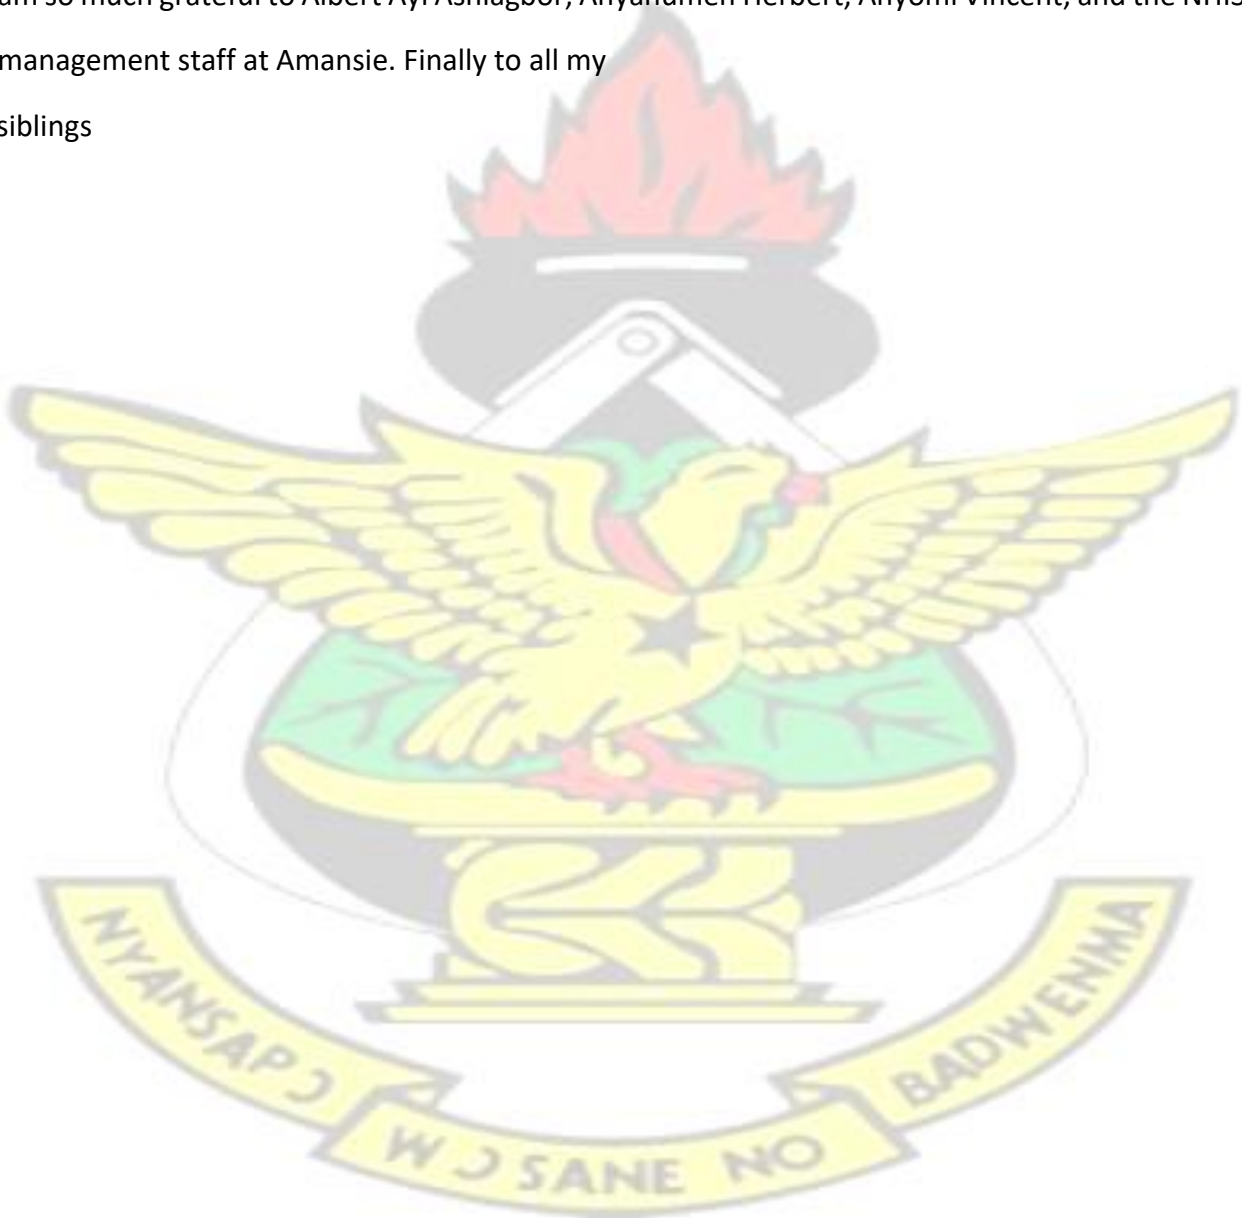 am so much grateful to Albert Ayi Ashiagbor, Herbert, Anyomi Vincent, and the NHIS
management staff at Amansie. Finally to all my
siblings
NYANSAPƆ
WƆSANE NO
BADWENMA